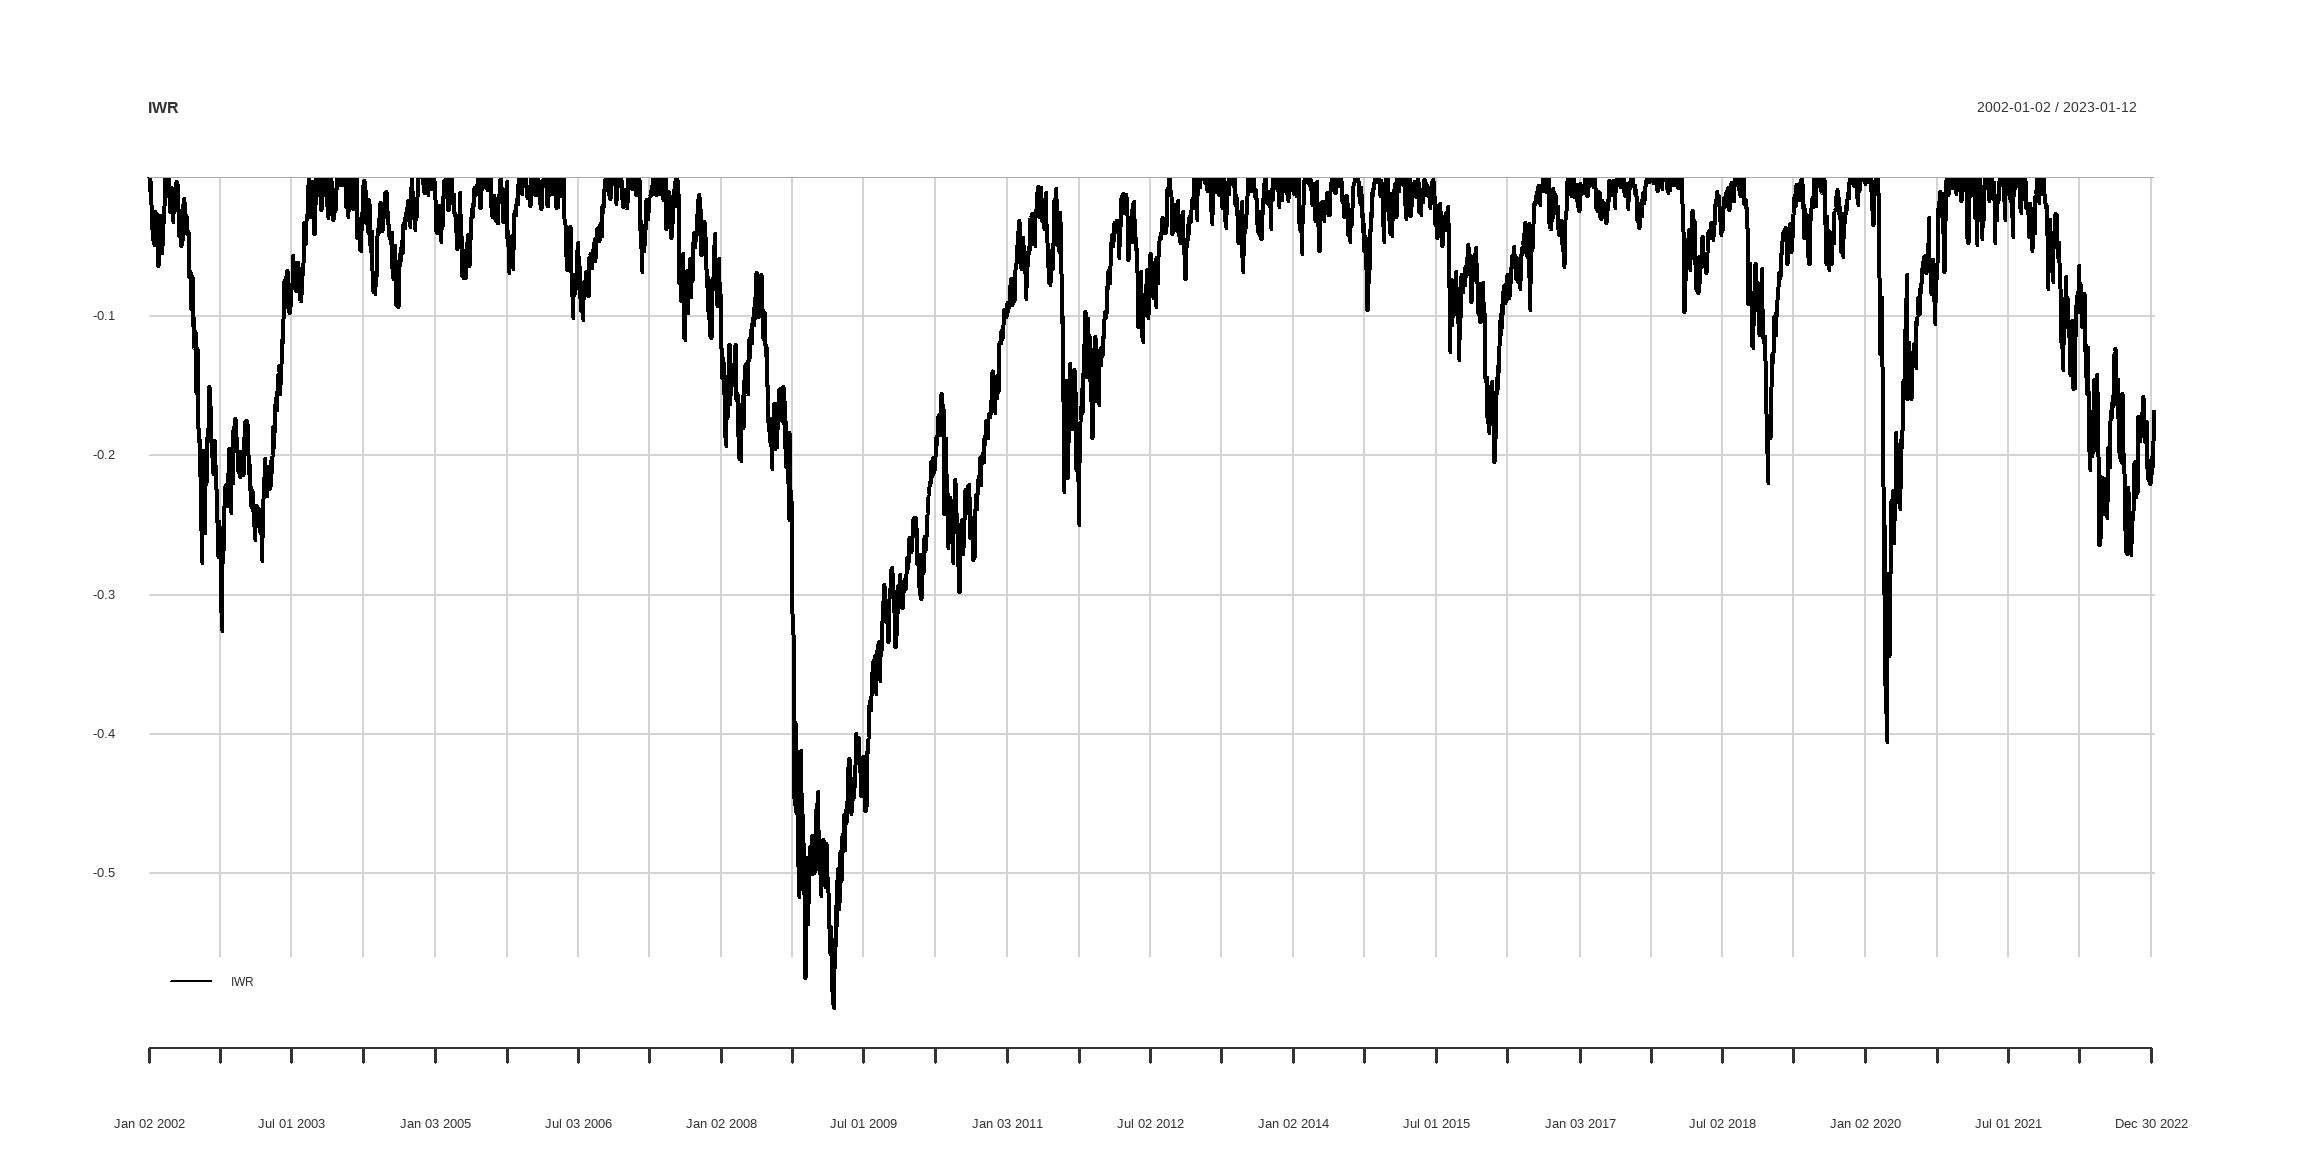 IWR
2002-01-02 / 2023-01-12
-0.1
-0.2
-0.3
-0.4
-0.5
IWR
Jan 02 2002
Jul 01 2003
Jan 03 2005
Jul 03 2006
Jan 02 2008
Jul 01 2009
Jan 03 2011
Jul 02 2012
Jan 02 2014
Jul 01 2015
Jan 03 2017
Jul 02 2018
Jan 02 2020
Jul 01 2021
Dec 30 2022